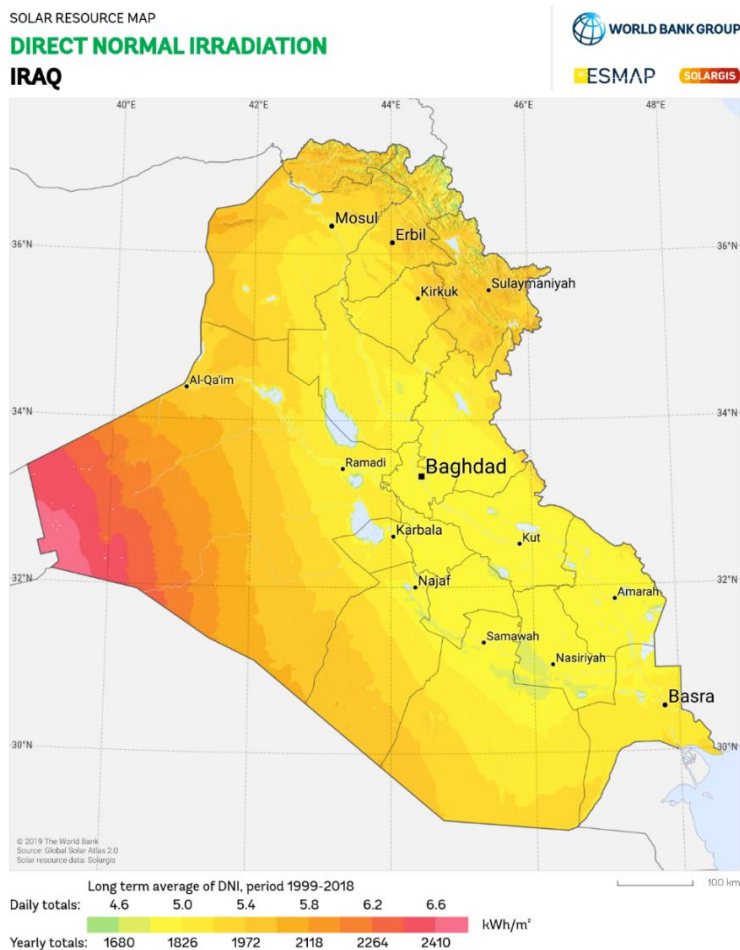 SOLAR RESOURCE MAP
DIRECT NORMAL IRRADIATION
IRAQ
WORLD BANK GROUP
ESMAP
SOLARGIS
40°E
42°E
44°E
46°E
48°E
Mosul
36°N
Erbil
36°N
Kirkuk
Sulaymaniyah
Al-Qa'im
34°N
34°N
Ramadi
Baghdad
Karbala
Kut
32°N
Najaf
32°N
Amarah
Samawah
Nasiriyah
Basra
30°N
30°N
© 2019 The World Bank
Source: Global Solar Atlas 2.0
Solar resource data: Solargis
100 km
Long term average of DNI, period 1999-2018
Daily totals: 4.6 5.0 5.4 5.8 6.2 6.6
kWh/m²
Yearly totals: 1680 1826 1972 2118 2264 2440